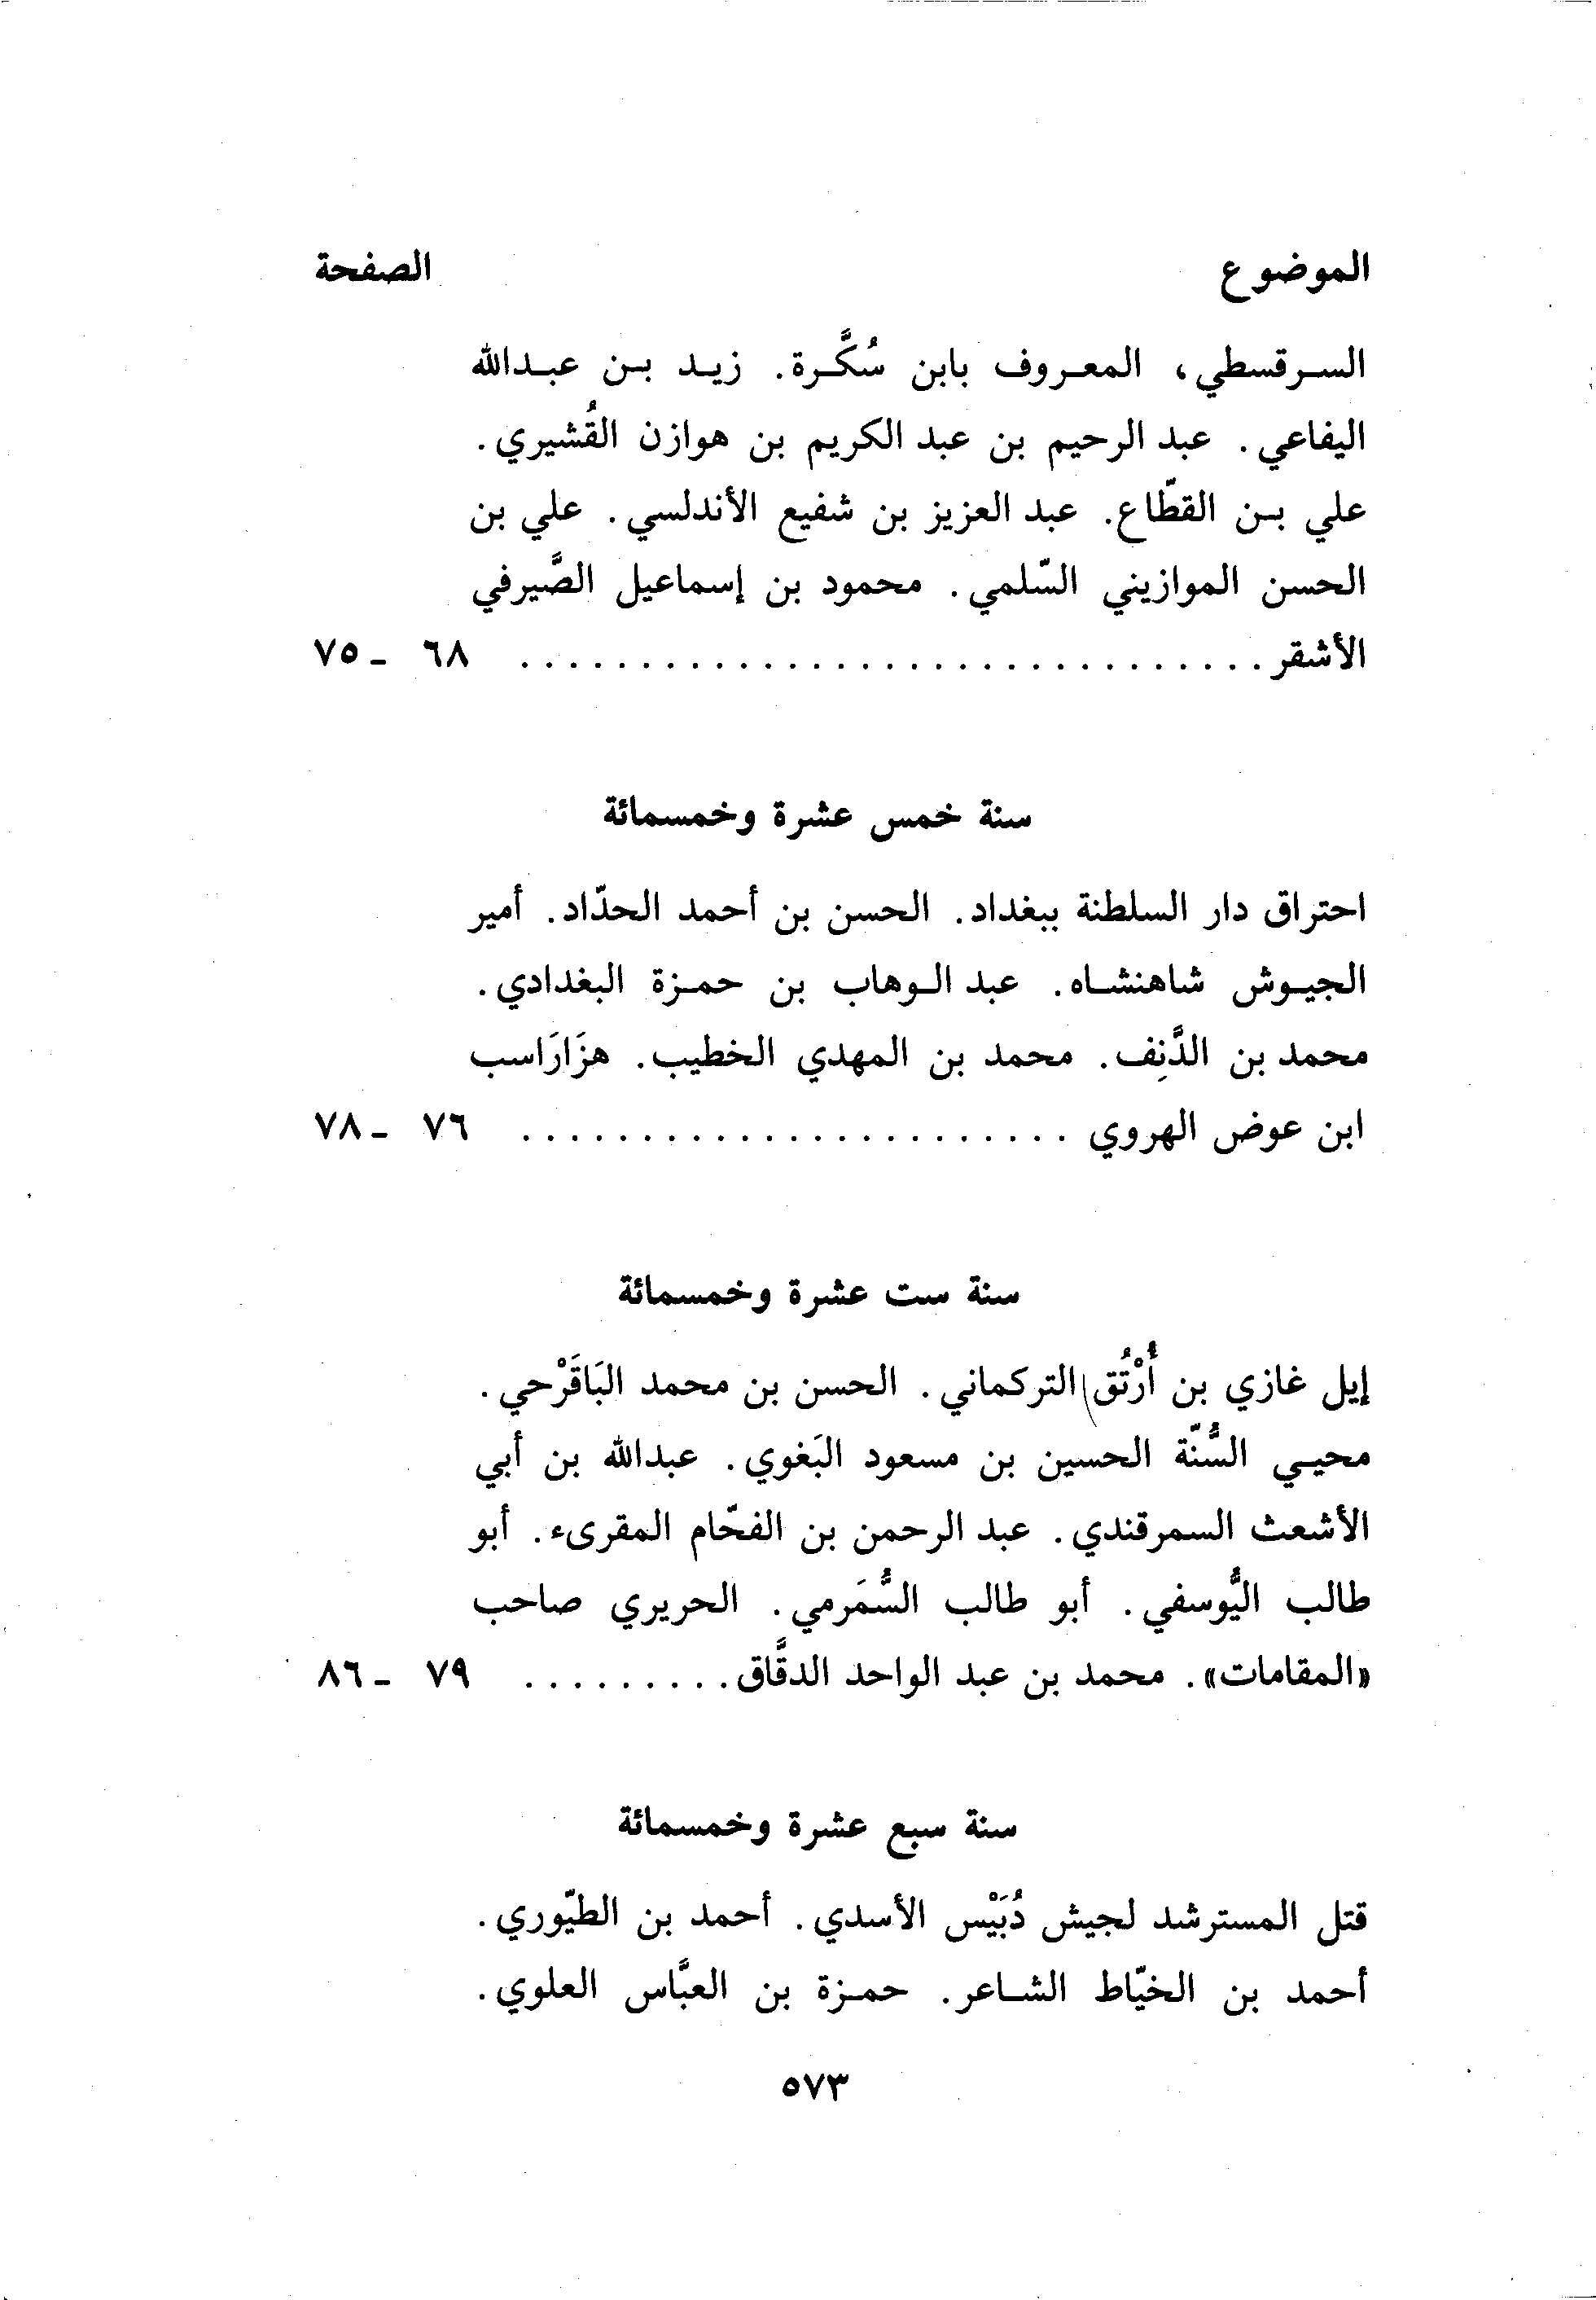 الموضوع الصفحة
السرقسطي، المعروف بابن سُكَّرة. زيد بن عبدالله
اليفاعي. عبد الرحيم بن عبد الكريم بن هوازن القُشيري.
علي بن القطّاع. عبد العزيز بن شفيع الأندلسي. علي بن
الحسن الموازيني السّلمي. محمود بن إسماعيل الصَّيرفي
الأشقر . . . . . . . . . . . . . . . . . . . . . . . . . . . . . . . ٦٨ - ٧٥
سنة خمس عشرة وخمسمائة
احتراق دار السلطنة ببغداد. الحسن بن أحمد الحدّاد. أمير
الجيوش شاهنشاه. عبد الوهاب بن حمزة البغدادي.
محمد بن الدَّنِف. محمد بن المهدي الخطيب. هزَارَاسب
ابن عوض الهروي . . . . . . . . . . . . . . . . . . . . . . . ٧٦ - ٧٨
سنة ست عشرة وخمسمائة
إيل غازي بن أُرْتُق التركماني. الحسن بن محمد البَاقَرْحي.
محيي السُّنّة الحسين بن مسعود البَغوي. عبدالله بن أبي
الأشعث السمرقندي. عبد الرحمن بن الفحّام المقرىء. أبو
طالب اليُّوسفي. أبو طالب السُّمَرمي. الحريري صاحب
«المقامات». محمد بن عبد الواحد الدقَّاق . . . . . . . . . ٧٩ - ٨٦
سنة سبع عشرة وخمسمائة
قتل المسترشد لجيش دُبَيْس الأسدي. أحمد بن الطيّوري.
أحمد بن الخيّاط الشاعر. حمزة بن العبَّاس العلوي.
٥٧٣